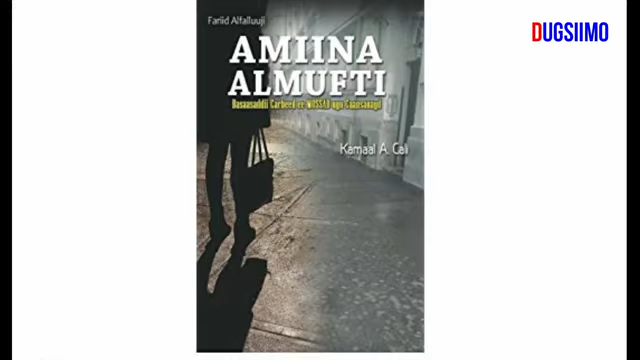 Fariid Alfalluuji
DUGSIIMO
AMIINA
ALMUFTI
Basaasaddii Carbeed ee MOSSAD ugu Caansanayd
Kamaal A. Cali